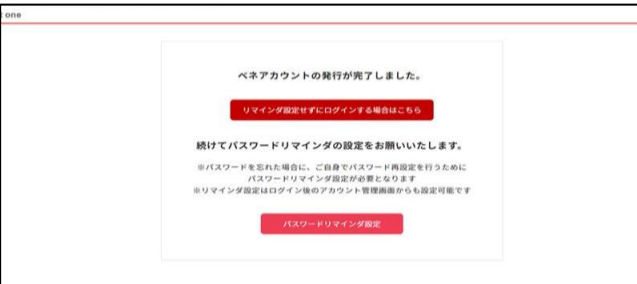 one
ベネアカウントの発行が完了しました。
リマインダ設定せずにログインする場合はこちら
続けてパスワードリマインダの設定をお願いいたします。
※パスワードを忘れた場合に、ご自身でパスワード再設定を行うために
パスワードリマインダ設定が必要となります
※リマインダ設定はログイン後のアカウント管理画面からも設定可能です
パスワードリマインダ設定